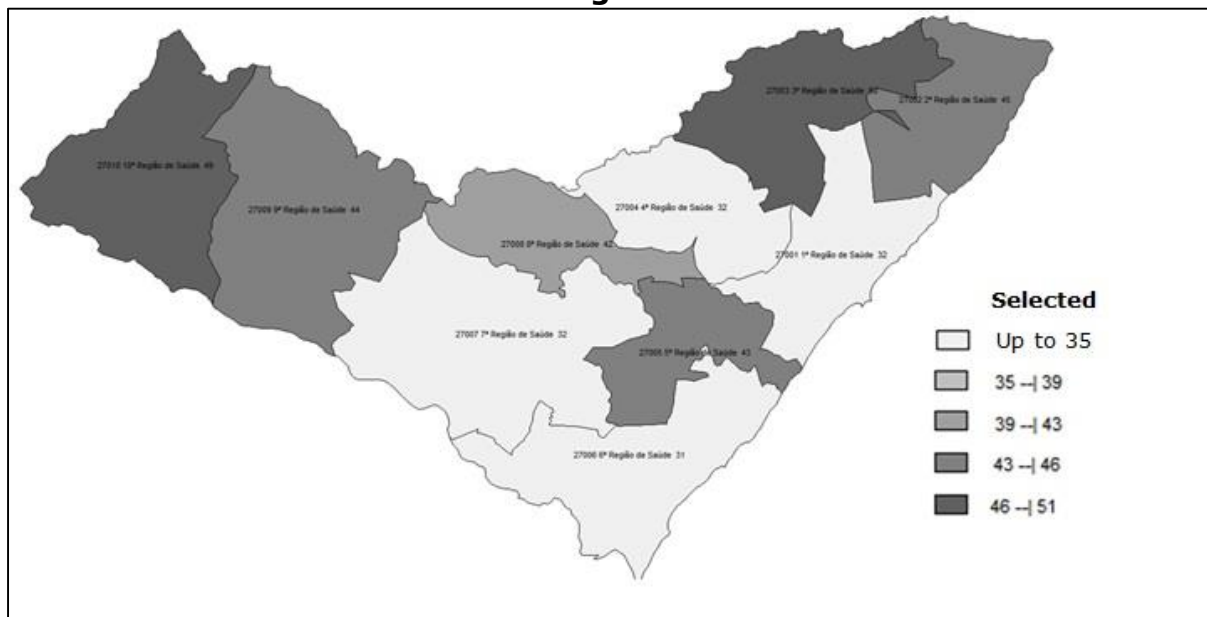 27003 3ª Região de Saúde
27002 2ª Região de Saúde 45
27010 10ª Região de Saúde
27009 9ª Região de Saúde 44
27004 4ª Região de Saúde 32
27008 8ª Região de Saúde 42
27001 1ª Região de Saúde 32
27007 7ª Região de Saúde 32
27005 5ª Região de Saúde 43
27006 6ª Região de Saúde 31
Selected
Up to 35
35 --| 39
39 --| 43
43 --| 46
46 --| 51